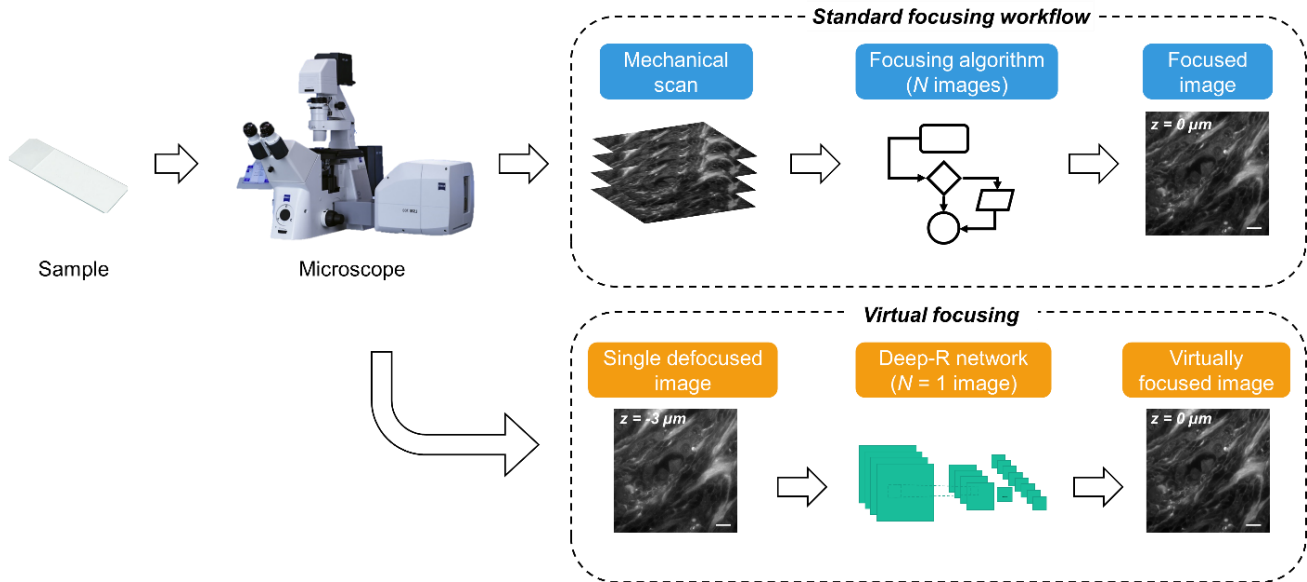 Standard focusing workflow
Mechanical
scan
Focusing algorithm
(N images)
Focused
image
z = 0 µm
Sample
Microscope
Virtual focusing
Single defocused
image
Deep-R network
(N = 1 image)
Virtually
focused image
z = -3 µm
z = 0 µm